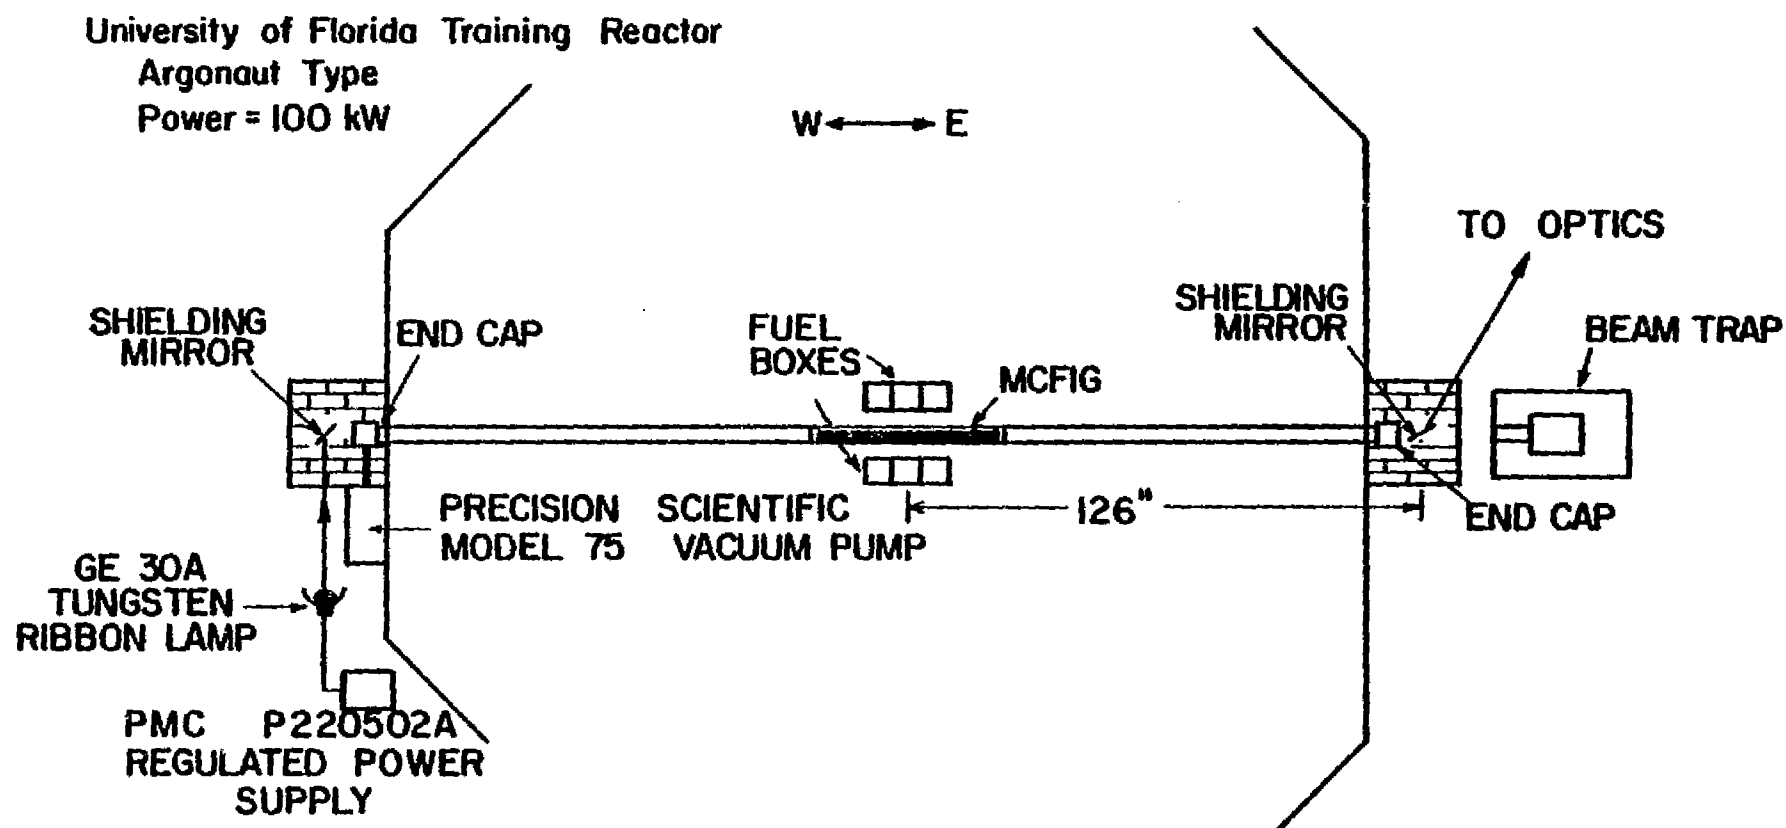 University of Florida Training Reactor
Argonaut Type
Power = 100 kW
W E
TO OPTICS
SHIELDING
MIRROR
END CAP
FUEL
BOXES
MCFIG
SHIELDING
MIRROR
BEAM TRAP
126"
END CAP
PRECISION SCIENTIFIC
MODEL 75 VACUUM PUMP
GE 30A
TUNGSTEN
RIBBON LAMP
PMC P220502A
REGULATED POWER
SUPPLY